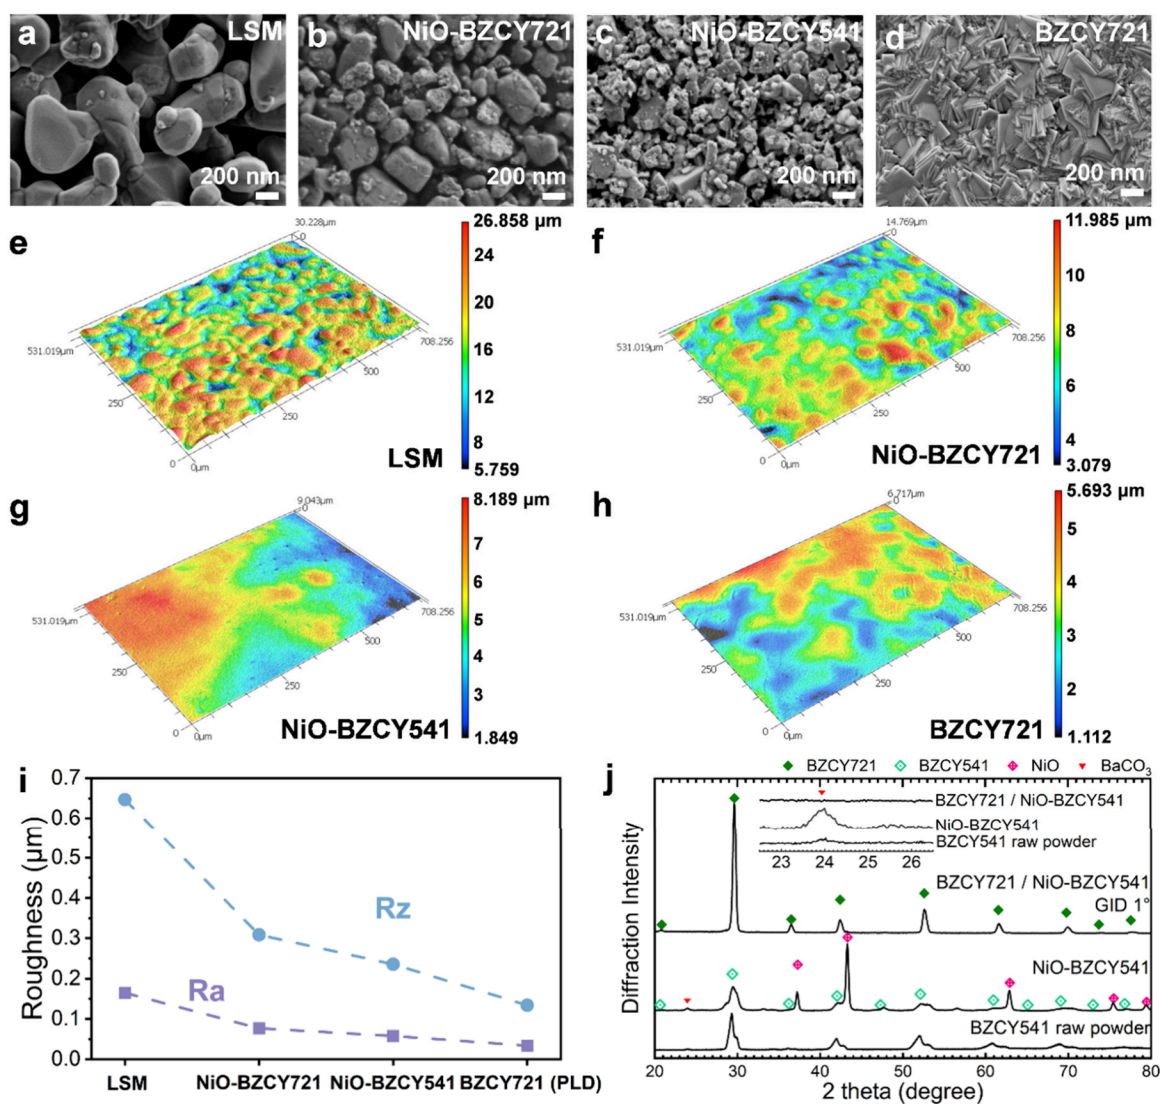 a LSM
200 nm
b NiO-BZCY721
200 nm
c NiO-BZCY541
200 nm
d BZCY721
200 nm
e
30.228µm
0
531.019µm
250
0
0µm
250
500
708.256
LSM
26.858 µm
24
20
16
12
8
5.759
f
14.769µm
0
531.019µm
250
0
0µm
250
500
708.256
NiO-BZCY721
11.985 µm
10
8
6
4
3.079
g
9.043µm
0
531.019µm
250
0
0µm
250
500
708.256
NiO-BZCY541
8.189 µm
7
6
5
4
3
1.849
h
6.717µm
0
531.019µm
250
0
0µm
250
500
708.256
BZCY721
5.693 µm
5
4
3
2
1.112
i
Roughness (µm)
0.7
0.6
0.5
0.4
0.3
0.2
0.1
0.0
Rz
Ra
LSM NiO-BZCY721 NiO-BZCY541 BZCY721 (PLD)
j
BZCY721 BZCY541 NiO BaCO3
Diffraction Intensity
BZCY721 / NiO-BZCY541
NiO-BZCY541
BZCY541 raw powder
23 24 25 26
BZCY721 / NiO-BZCY541
GID 1°
NiO-BZCY541
BZCY541 raw powder
20 30 40 50 60 70 80
2 theta (degree)